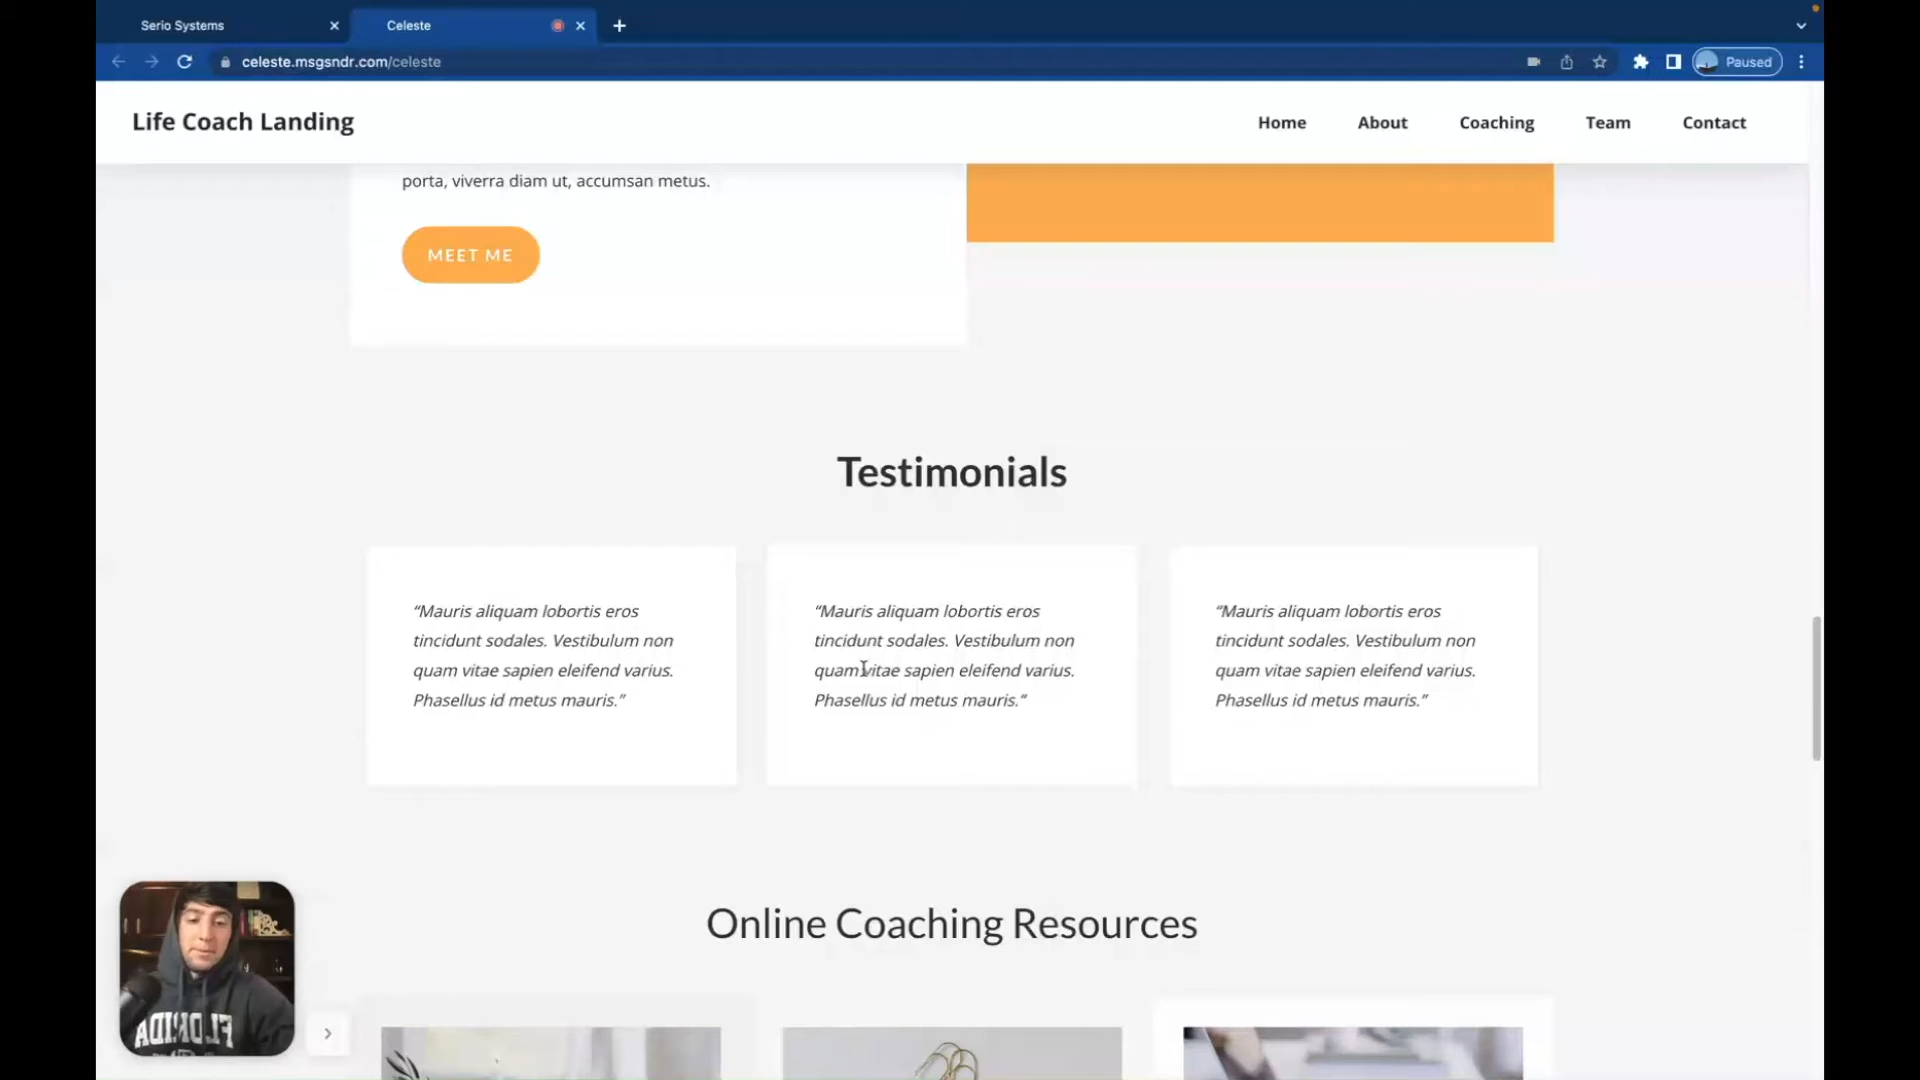 Serio Systems
Celeste
celeste.msgsndr.com/celeste
Paused
Life Coach Landing
Home
About
Coaching
Team
Contact
porta, viverra diam ut, accumsan metus.
MEET ME
Testimonials
“Mauris aliquam lobortis eros
tincidunt sodales. Vestibulum non
quam vitae sapien eleifend varius.
Phasellus id metus mauris.”
“Mauris aliquam lobortis eros
tincidunt sodales. Vestibulum non
quam vitae sapien eleifend varius.
Phasellus id metus mauris.”
“Mauris aliquam lobortis eros
tincidunt sodales. Vestibulum non
quam vitae sapien eleifend varius.
Phasellus id metus mauris.”
Online Coaching Resources
FLORIDA